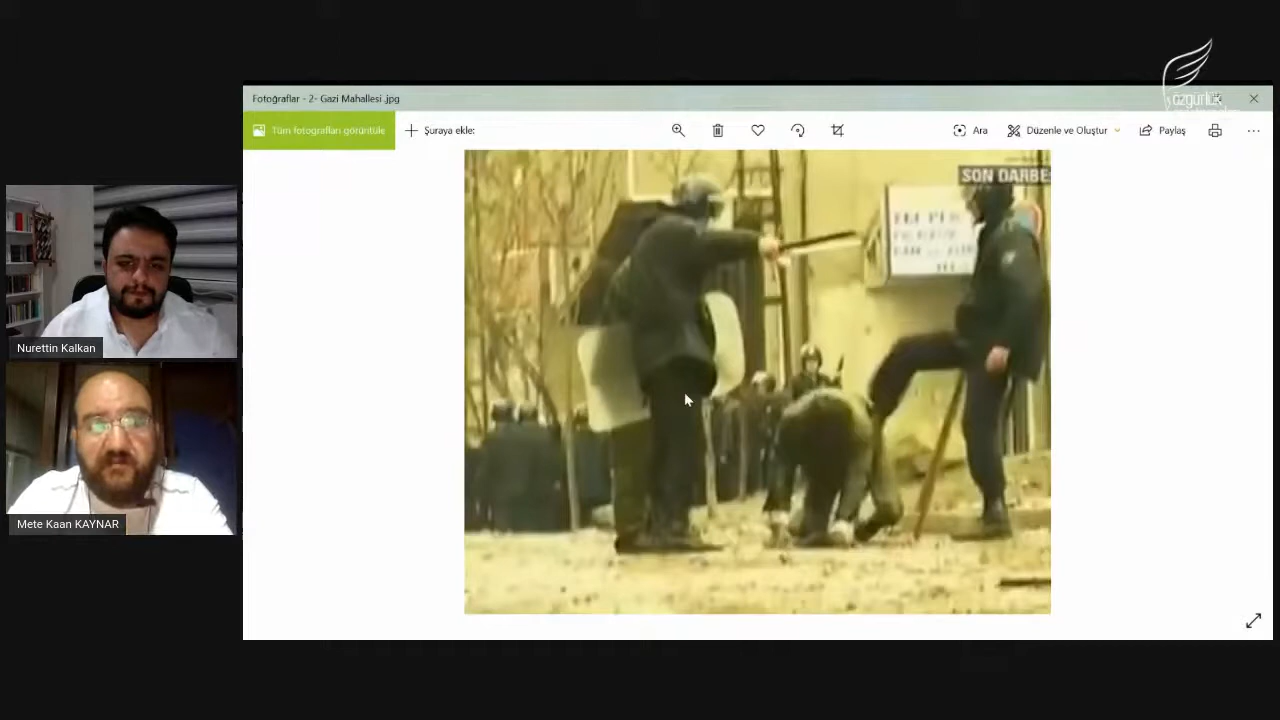 özgürlük
Fotoğraflar - 2- Gazi Mahallesi .jpg
Tüm fotoğrafları görüntüle
Şuraya ekle:
Ara
Düzenle ve Oluştur
Paylaş
SON DARBE
Nurettin Kalkan
Mete Kaan KAYNAR